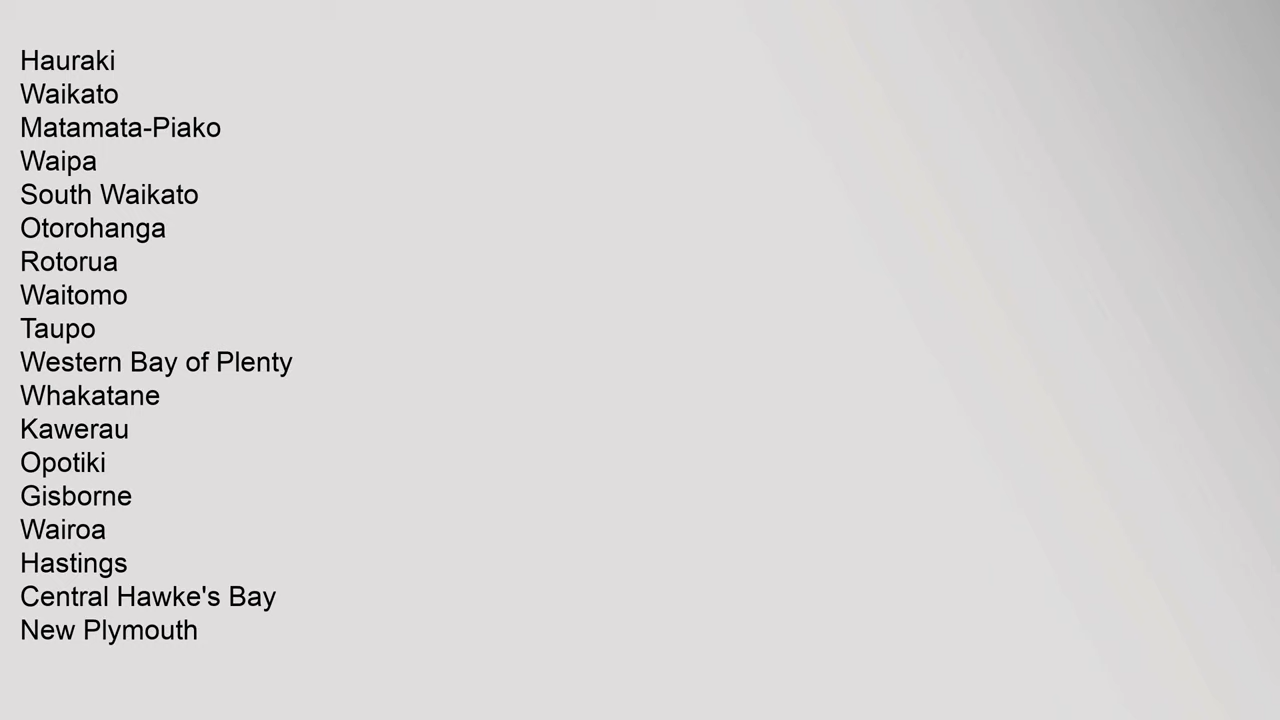 Hauraki
Waikato
Matamata-Piako
Waipa
South Waikato
Otorohanga
Rotorua
Waitomo
Taupo
Western Bay of Plenty
Whakatane
Kawerau
Opotiki
Gisborne
Wairoa
Hastings
Central Hawke's Bay
New Plymouth